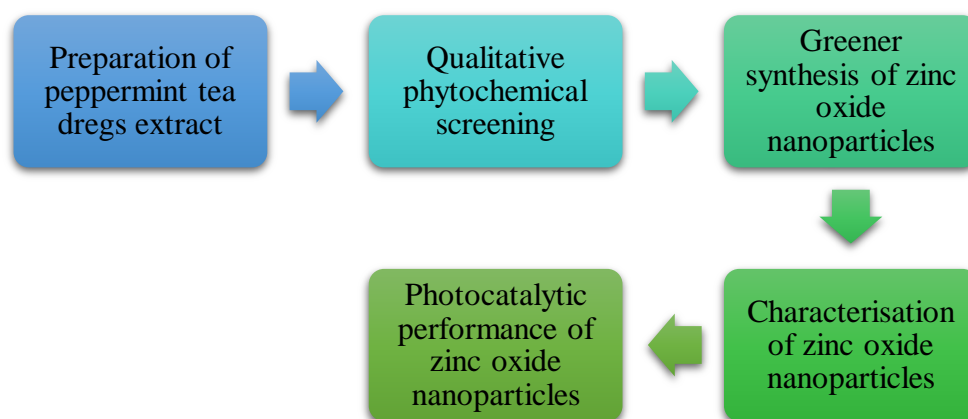 Preparation of
peppermint tea
dregs extract
Qualitative
phytochemical
screening
Greener
synthesis of zinc
oxide
nanoparticles
Characterisation
of zinc oxide
nanoparticles
Photocatalytic
performance of
zinc oxide
nanoparticles